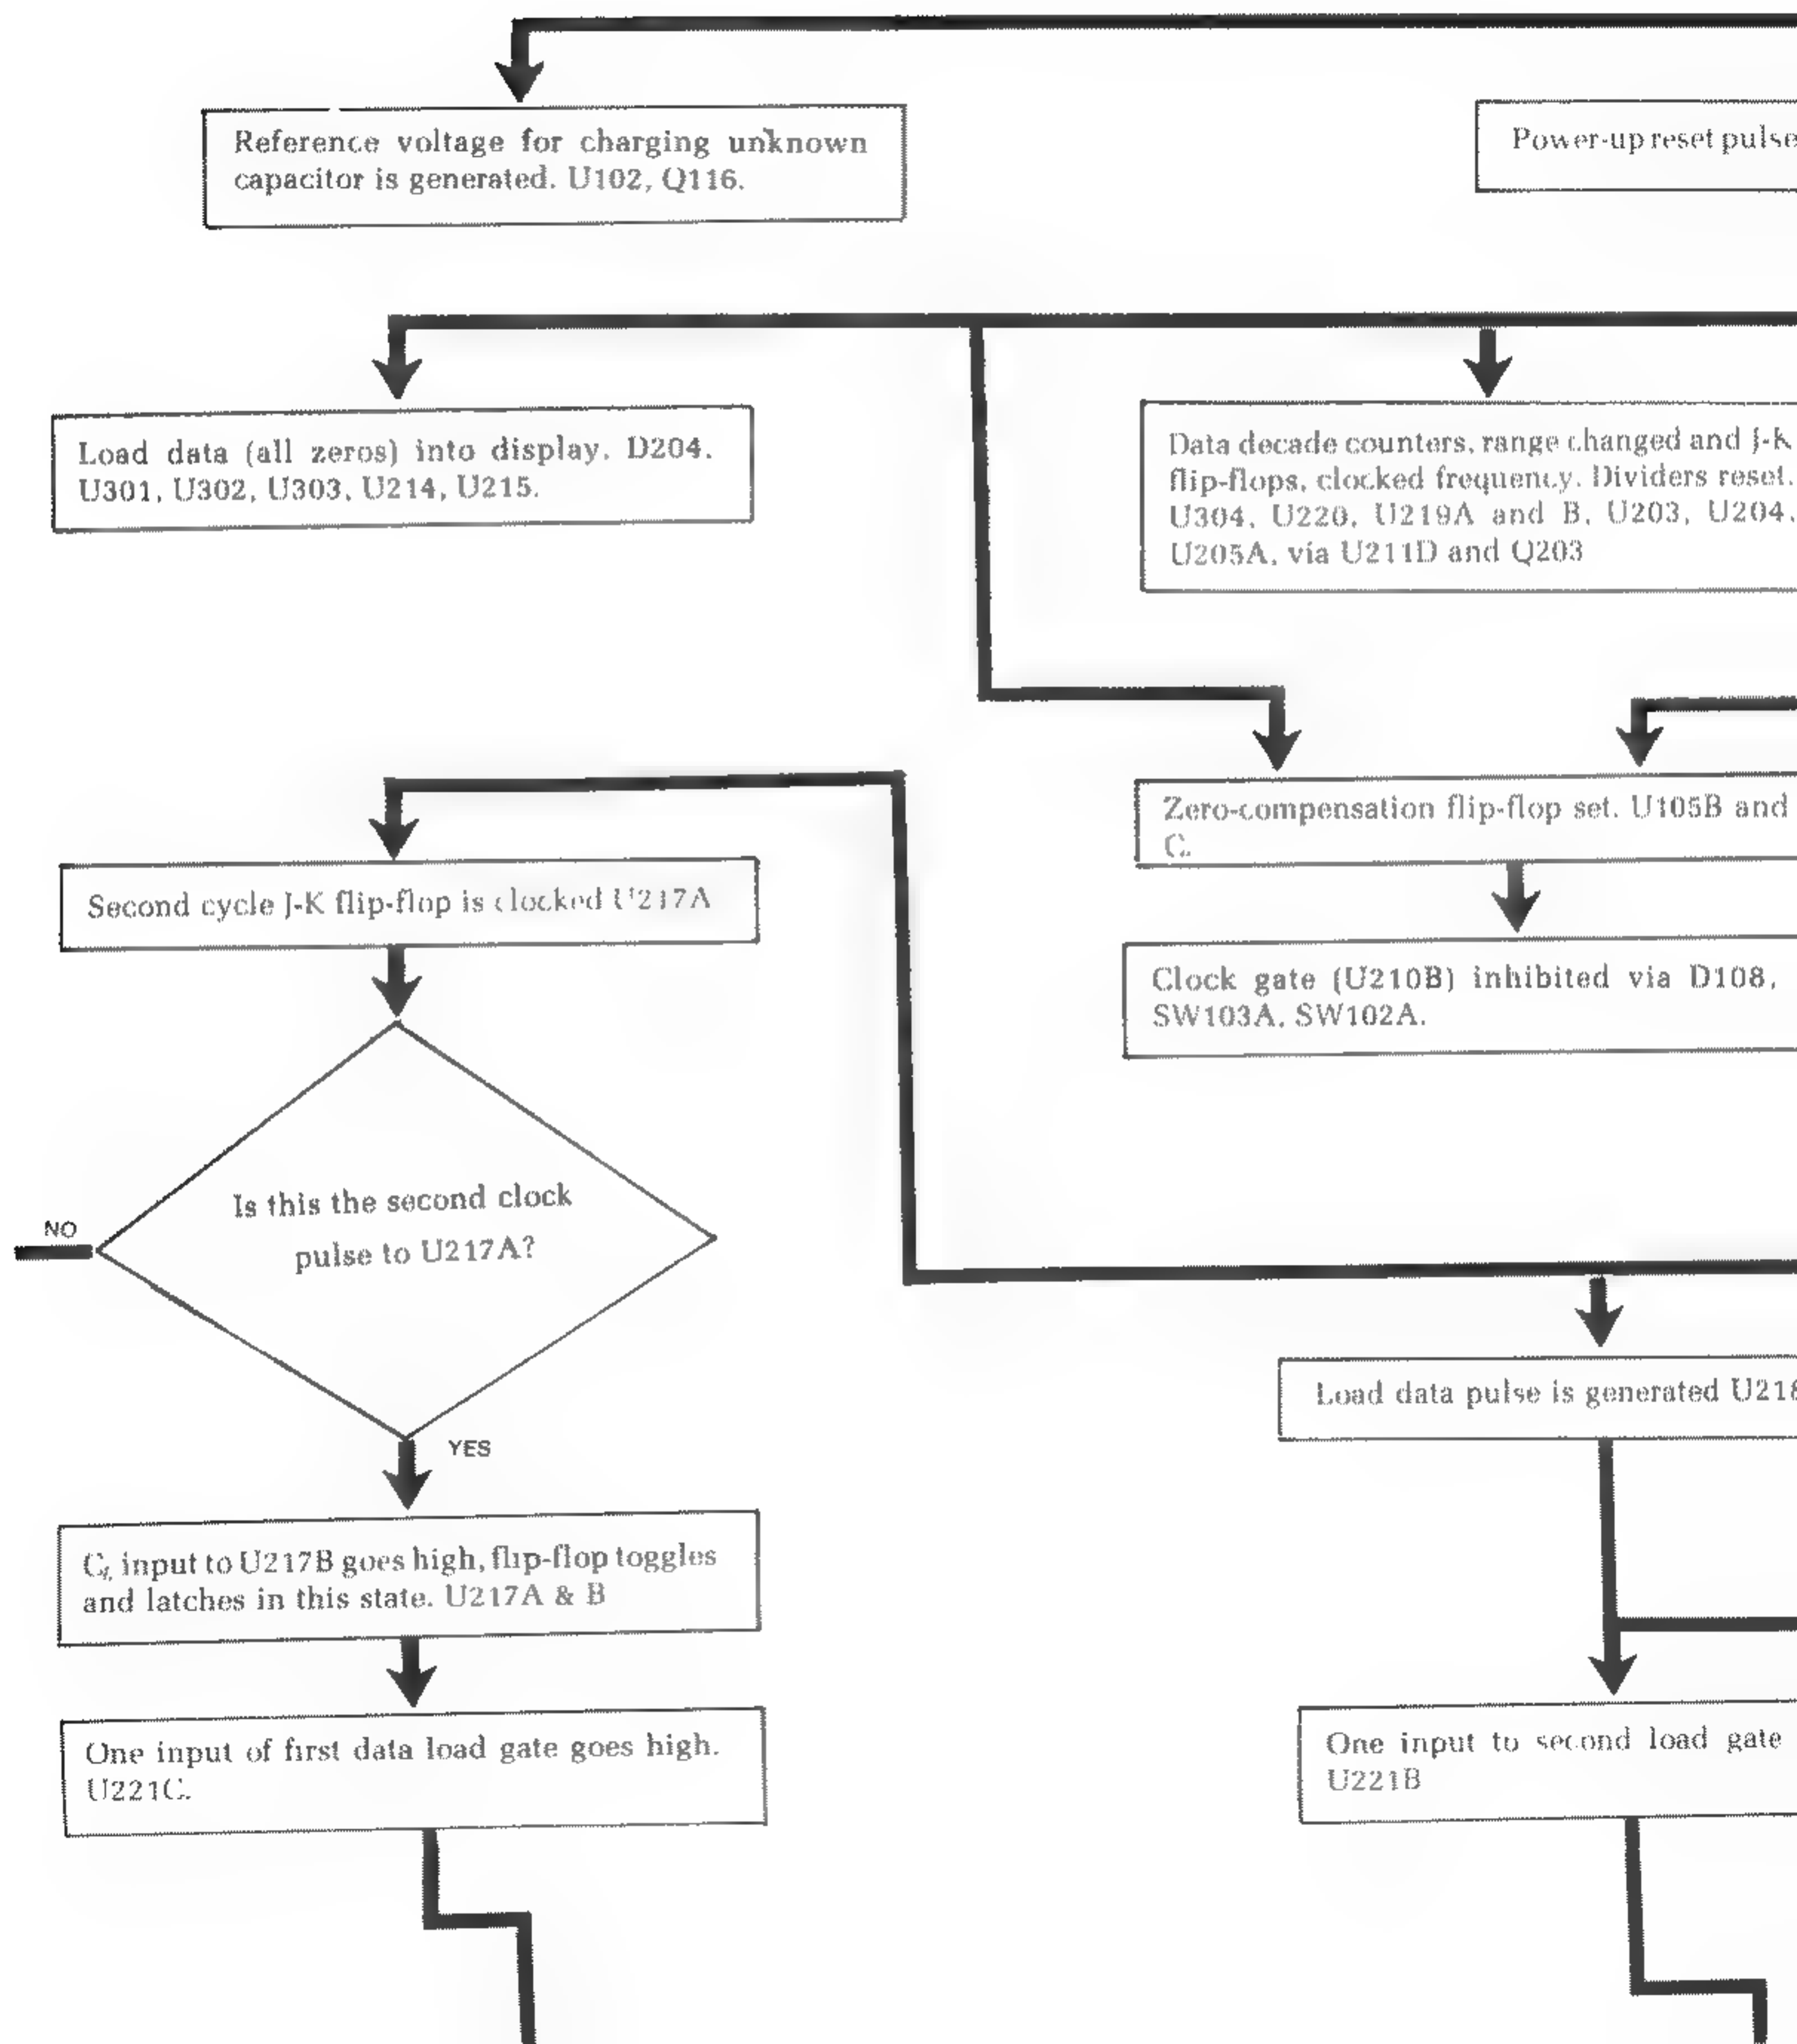 Reference voltage for charging unknown
capacitor is generated. U102, Q116.
Power-up reset pulse
Load data (all zeros) into display. D204.
U301, U302, U303, U214, U215.
Data decade counters, range changed and J-K
flip-flops, clocked frequency. Dividers reset.
U304, U220, U219A and B, U203, U204,
U205A, via U211D and Q203
Zero-compensation flip-flop set. U105B and
C.
Second cycle J-K flip-flop is clocked U217A
Clock gate (U210B) inhibited via D108,
SW103A, SW102A.
Is this the second clock
pulse to U217A?
NO
YES
Load data pulse is generated U218
input to U217B goes high, flip-flop toggles
and latches in this state. U217A & B
One input of first data load gate goes high.
U221C.
One input to second load gate
U221B